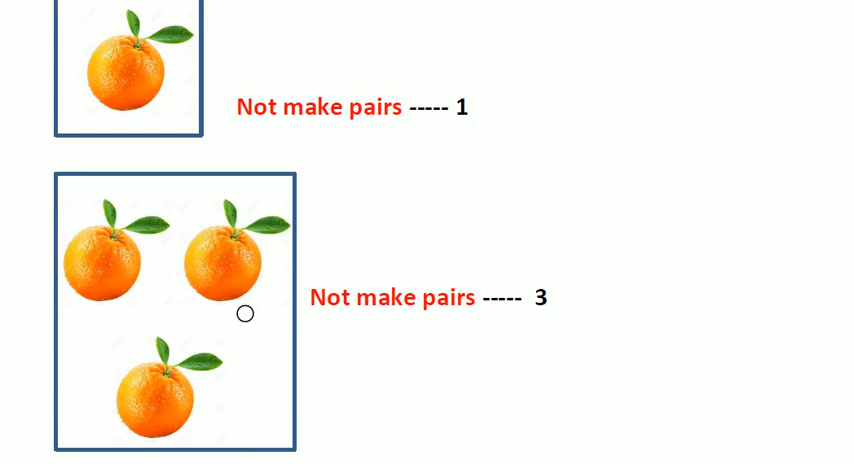 Not make pairs ----- 1
Not make pairs ----- 3